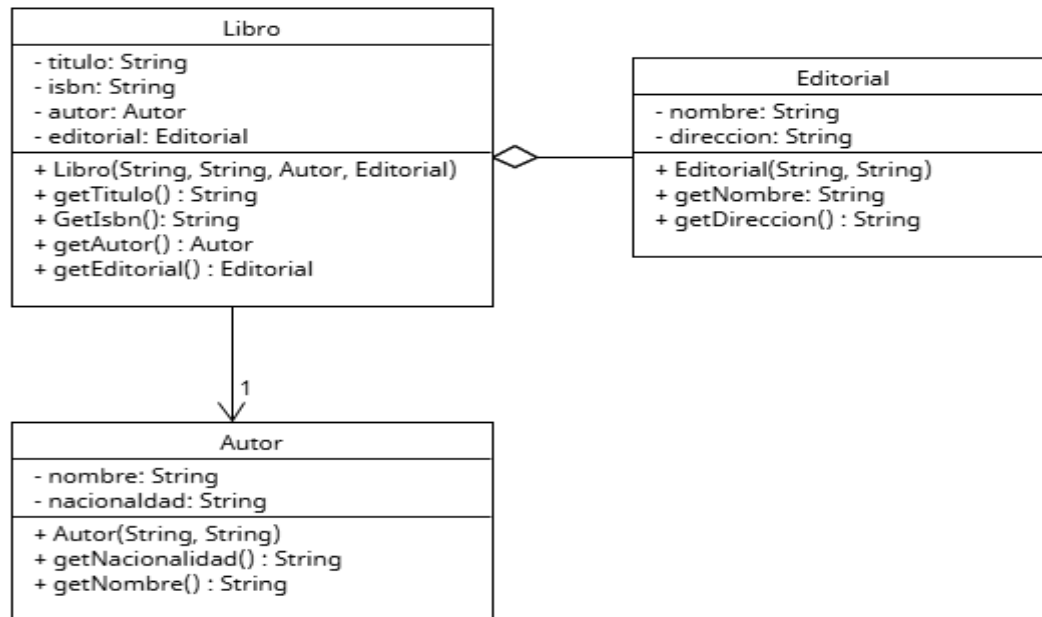 Libro
- titulo: String
- isbn: String
- autor: Autor
- editorial: Editorial
+ Libro(String, String, Autor, Editorial)
+ getTitulo() : String
+ GetIsbn(): String
+ getAutor() : Autor
+ getEditorial() : Editorial
Editorial
- nombre: String
- direccion: String
+ Editorial(String, String)
+ getNombre: String
+ getDireccion() : String
1
Autor
- nombre: String
- nacionaldad: String
+ Autor(String, String)
+ getNacionalidad() : String
+ getNombre() : String